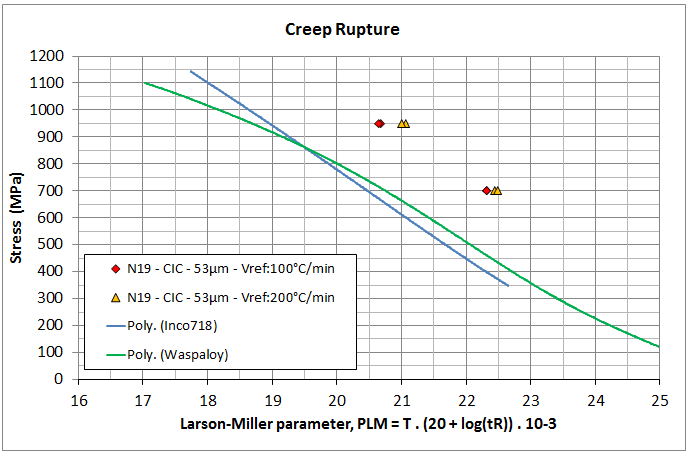 Creep Rupture
1200
1100
1000
900
800
700
600
500
400
300
200
100
0
Stress (MPa)
N19 - CIC - 53µm - Vref:100°C/min
N19 - CIC - 53µm - Vref:200°C/min
Poly. (Inco718)
Poly. (Waspaloy)
16 17 18 19 20 21 22 23 24 25
Larson-Miller parameter, PLM = T . (20 + log(tR)) . 10-3